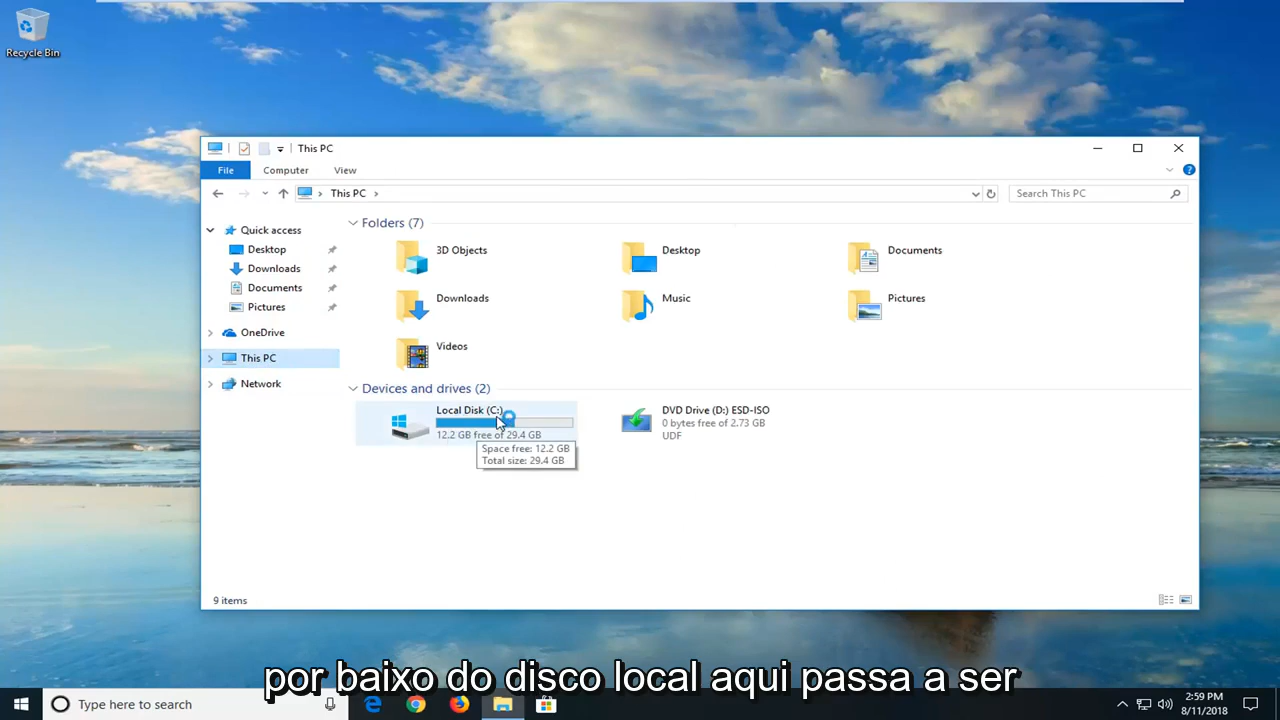 Recycle Bin
This PC
File
Computer
View
This PC
Search This PC
Quick access
Desktop
Downloads
Documents
Pictures
OneDrive
This PC
Network
Folders (7)
3D Objects
Desktop
Documents
Downloads
Music
Pictures
Videos
Devices and drives (2)
Local Disk (C:)
12.2 GB free of 29.4 GB
Space free: 12.2 GB
Total size: 29.4 GB
DVD Drive (D:) ESD-ISO
0 bytes free of 2.73 GB
UDF
9 items
por baixo do disco local aqui passa a ser
Type here to search
2:59 PM
8/11/2018